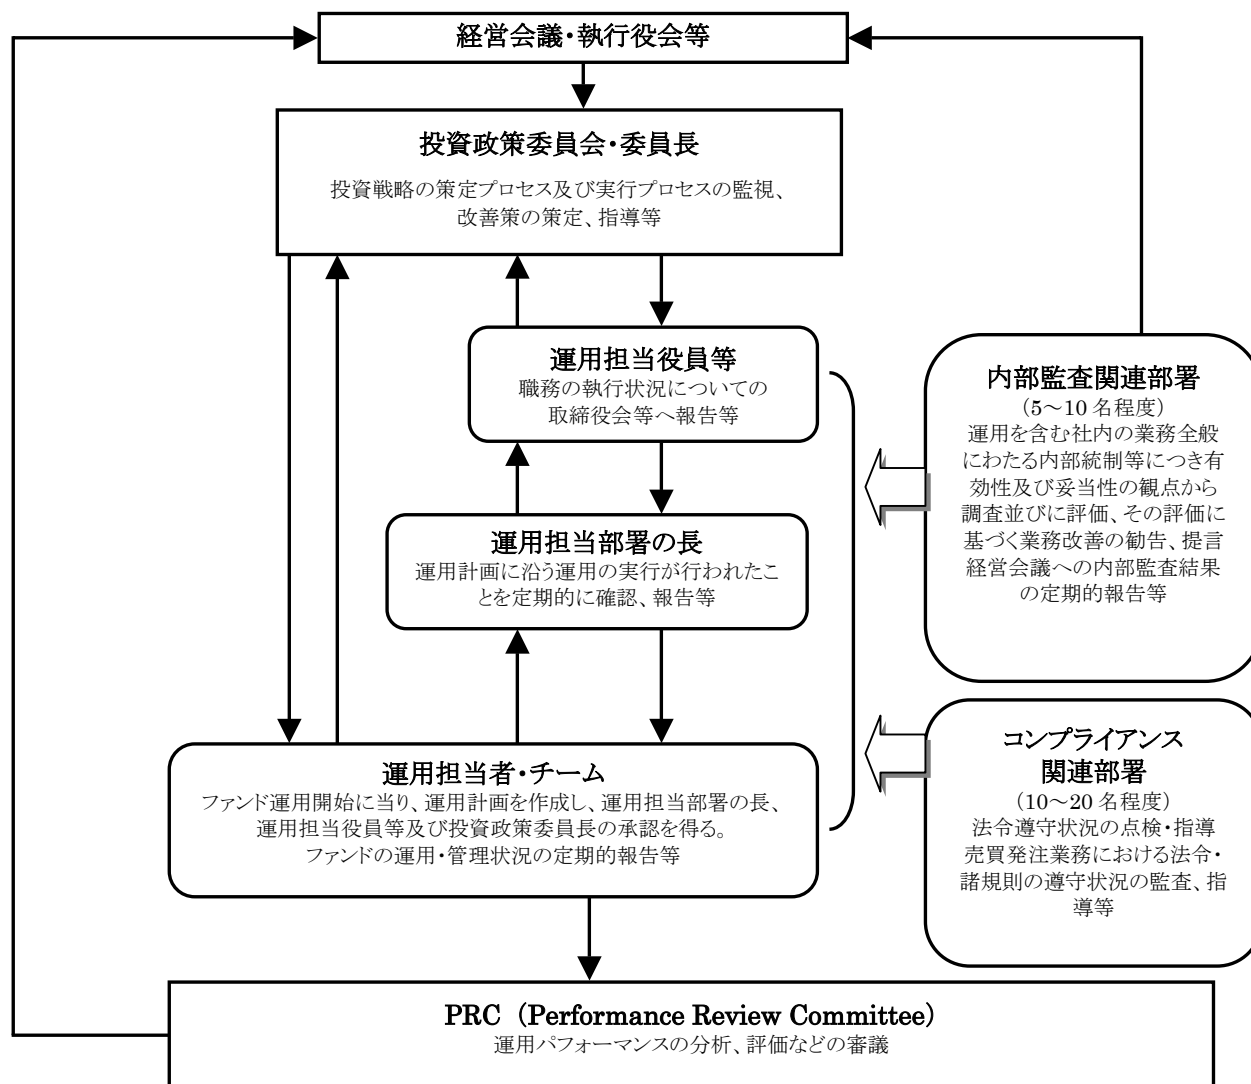 経営会議・執行役会等
投資政策委員会・委員長
投資戦略の策定プロセス及び実行プロセスの監視、
改善策の策定、指導等
運用担当役員等
職務の執行状況についての
取締役会等へ報告等
運用担当部署の長
運用計画に沿う運用の実行が行われたこ
とを定期的に確認、報告等
運用担当者・チーム
ファンド運用開始に当り、運用計画を作成し、運用担当部署の長、
運用担当役員等及び投資政策委員長の承認を得る。
ファンドの運用・管理状況の定期的報告等
内部監査関連部署
(5～10 名程度)
運用を含む社内の業務全般
にわたる内部統制等につき有
効性及び妥当性の観点から
調査並びに評価、その評価に
基づく業務改善の勧告、提言
経営会議への内部監査結果
の定期的報告等
コンプライアンス
関連部署
(10～20 名程度)
法令遵守状況の点検・指導
売買発注業務における法令・
諸規則の遵守状況の監査、指
導等
PRC (Performance Review Committee)
運用パフォーマンスの分析、評価などの審議